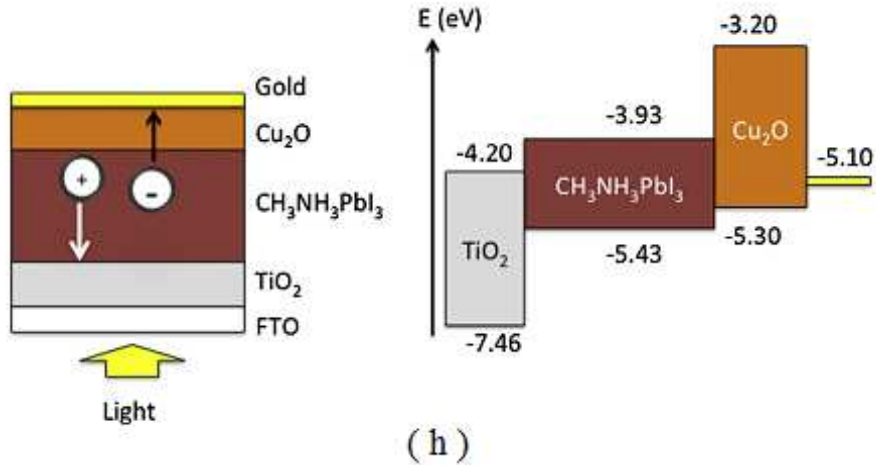 Gold
Cu₂O
+
-
CH₃NH₃PbI₃
TiO₂
FTO
Light
E (eV)
-3.20
-3.93
-4.20
Cu₂O
-5.10
CH₃NH₃PbI₃
TiO₂
-5.43
-5.30
-7.46
( h )